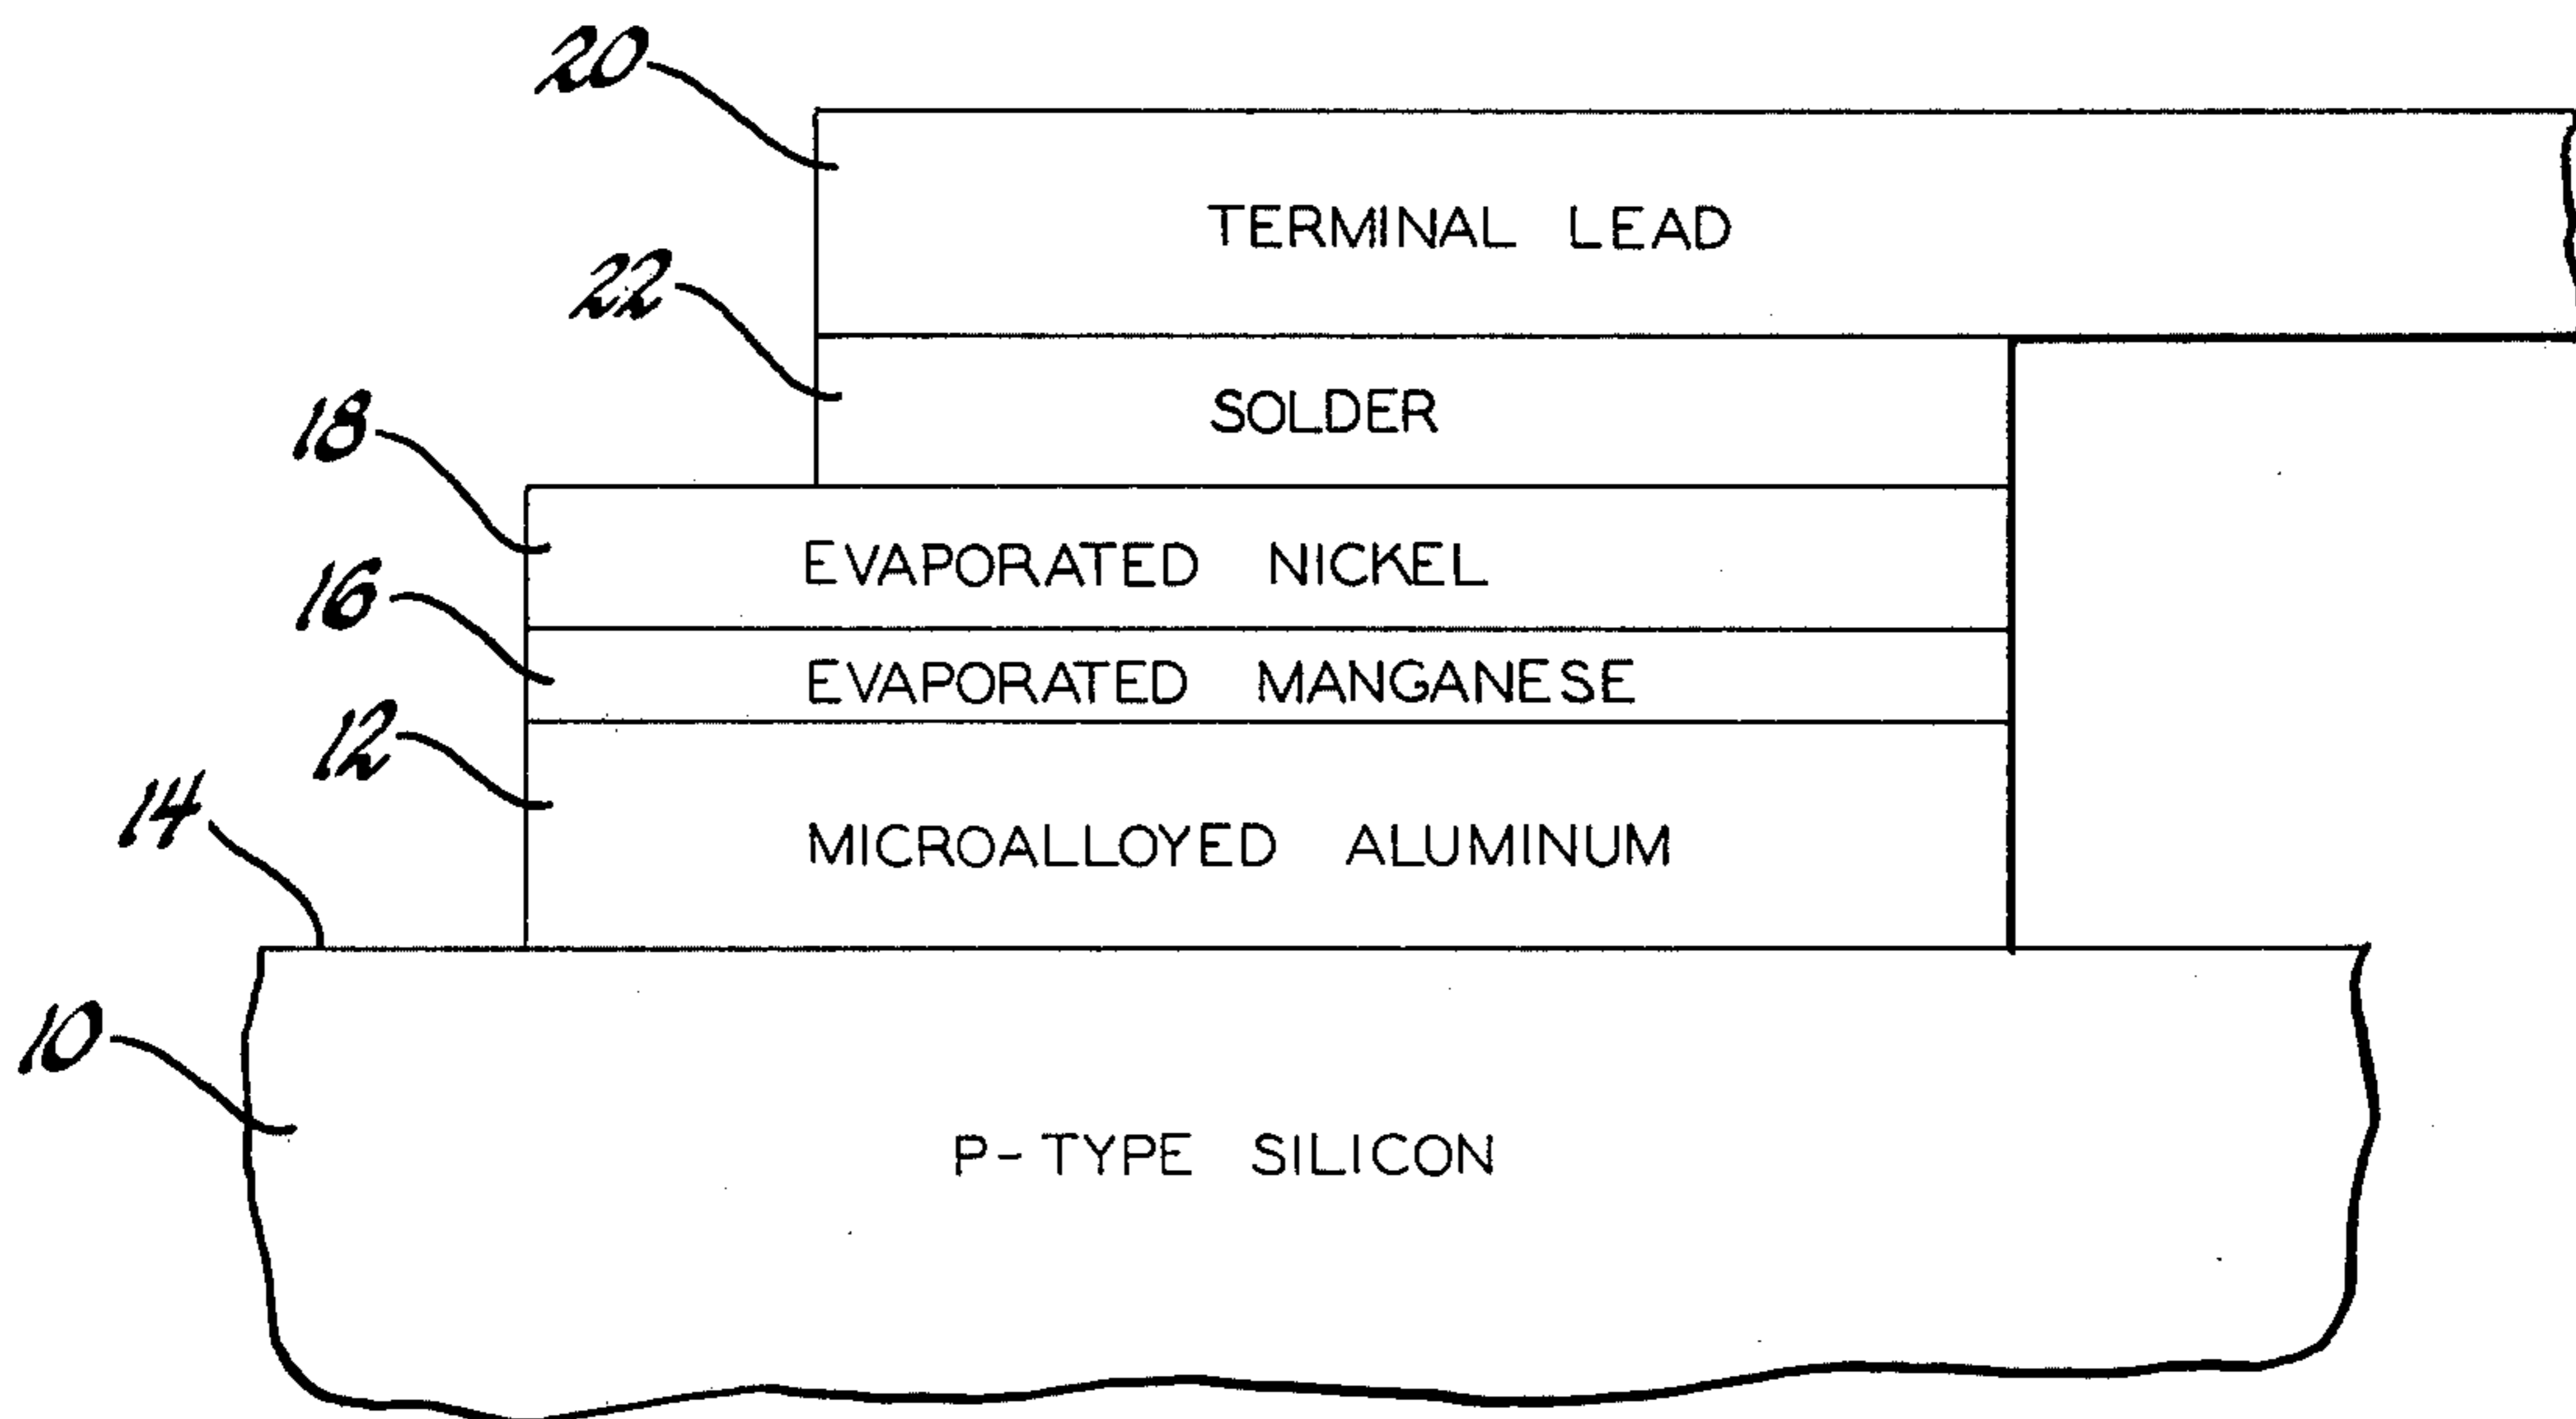 20
TERMINAL LEAD
22
SOLDER
18
EVAPORATED NICKEL
16
EVAPORATED MANGANESE
12
MICROALLOYED ALUMINUM
14
10
P-TYPE SILICON